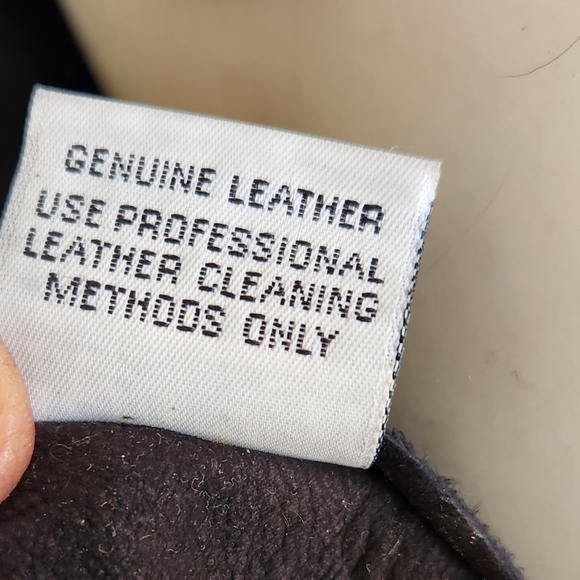 GENUINE LEATHER
USE PROFESSIONAL
LEATHER CLEANING
METHODS ONLY